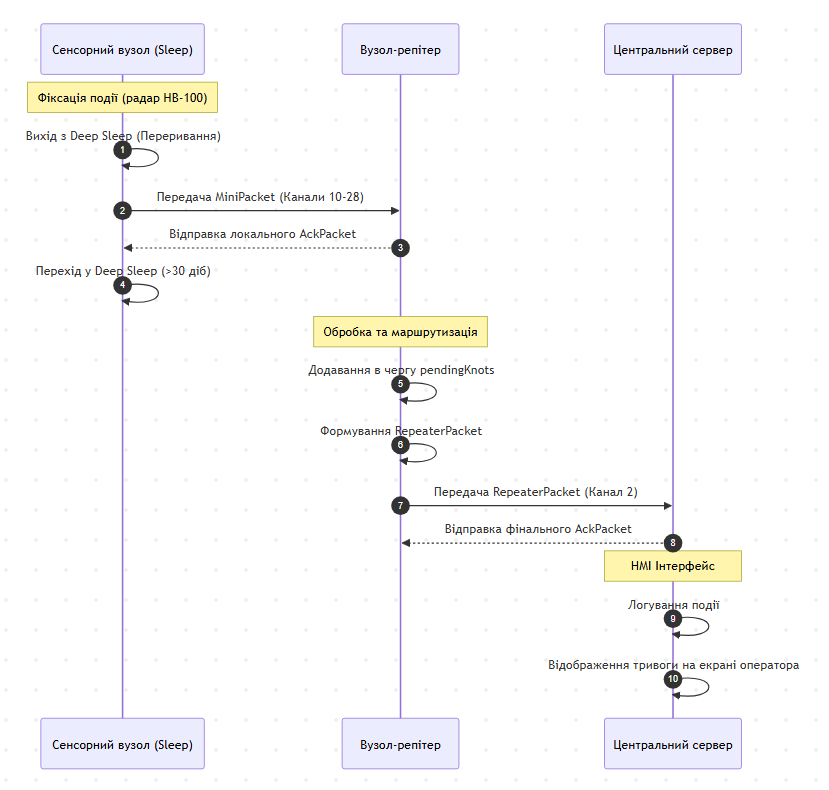 Сенсорний вузол (Sleep)
Вузол-репітер
Центральний сервер
Фіксація події (радар HB-100)
Вихід з Deep Sleep (Переривання)
1
Передача MiniPacket (Канали 10-28)
2
Відправка локального AckPacket
3
Перехід у Deep Sleep (>30 діб)
4
Обробка та маршрутизація
Додавання в чергу pendingKnots
5
Формування RepeaterPacket
6
Передача RepeaterPacket (Канал 2)
7
Відправка фінального AckPacket
8
HMI Інтерфейс
Логування події
9
Відображення тривоги на екрані оператора
10
Сенсорний вузол (Sleep)
Вузол-репітер
Центральний сервер